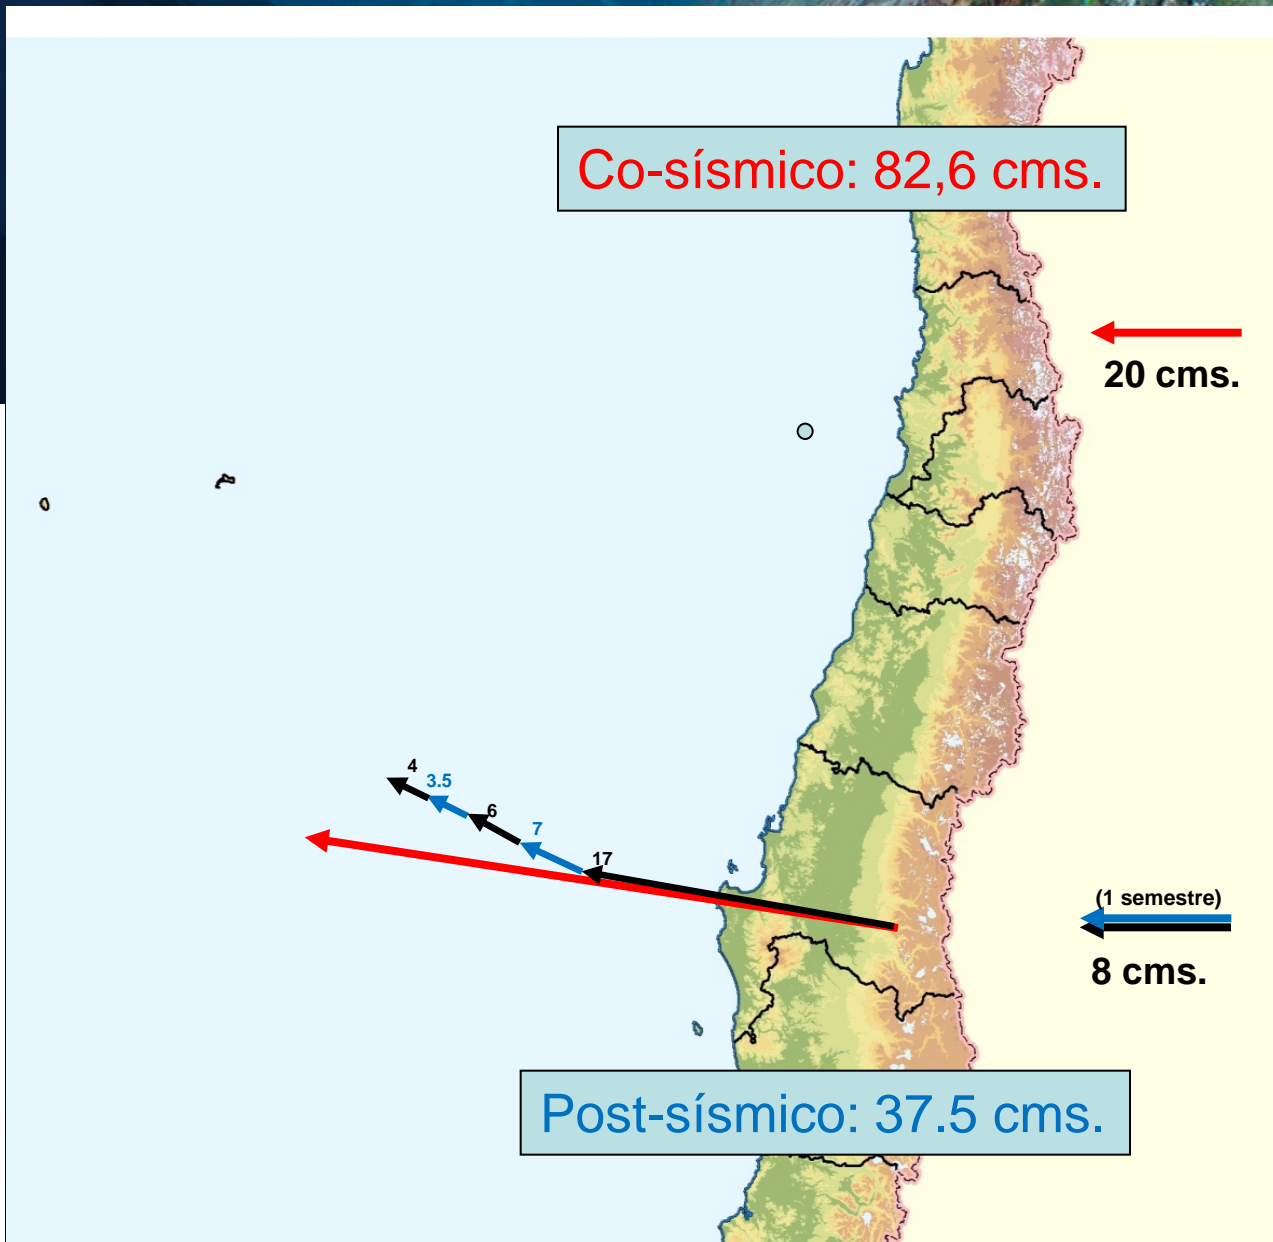 Co-sísmico: 82,6 cms.
20 cms.
4
3.5
6
7
17
(1 semestre)
8 cms.
Post-sísmico: 37.5 cms.